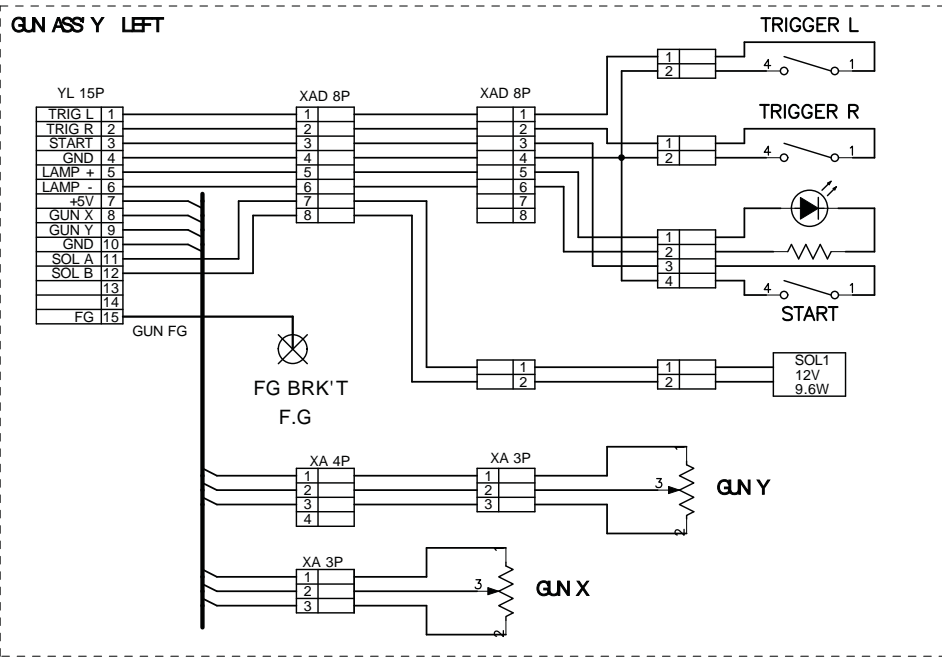 GUN ASS'Y LEFT
YL 15P
TRIG L 1
TRIG R 2
START 3
GND 4
LAMP + 5
LAMP - 6
+5V 7
GUN X 8
GUN Y 9
GND 10
SOL A 11
SOL B 12
13
14
FG 15
GUN FG
FG BRK'T
F.G
XAD 8P
1
2
3
4
5
6
7
8
XAD 8P
1
2
3
4
5
6
7
8
TRIGGER L
1
2
4 1
TRIGGER R
1
2
4 1
1
2
3
4
4 1
START
1
2
1
2
SOL1
12V
9.6W
XA 4P
1
2
3
4
XA 3P
1
2
3
1
3
2
GUN Y
XA 3P
1
2
3
1
3
2
GUN X